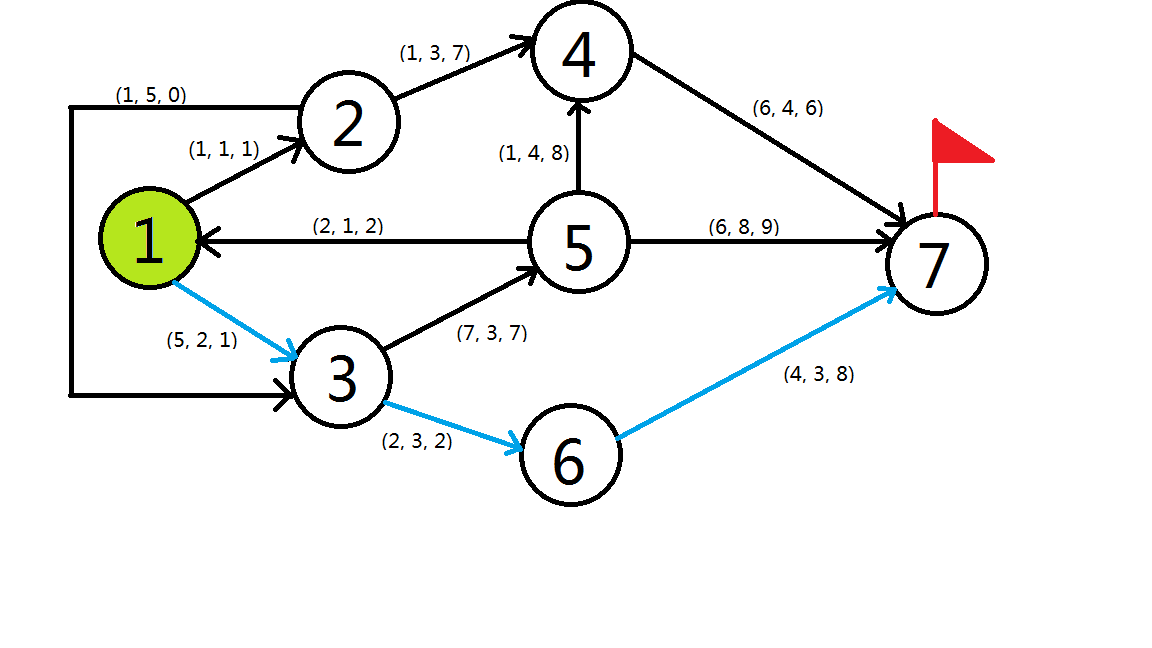 4
(1, 3, 7)
(1, 5, 0)
2
(6, 4, 6)
(1, 1, 1)
(1, 4, 8)
1
(2, 1, 2)
5
(6, 8, 9)
7
(5, 2, 1)
(7, 3, 7)
3
(4, 3, 8)
(2, 3, 2)
6